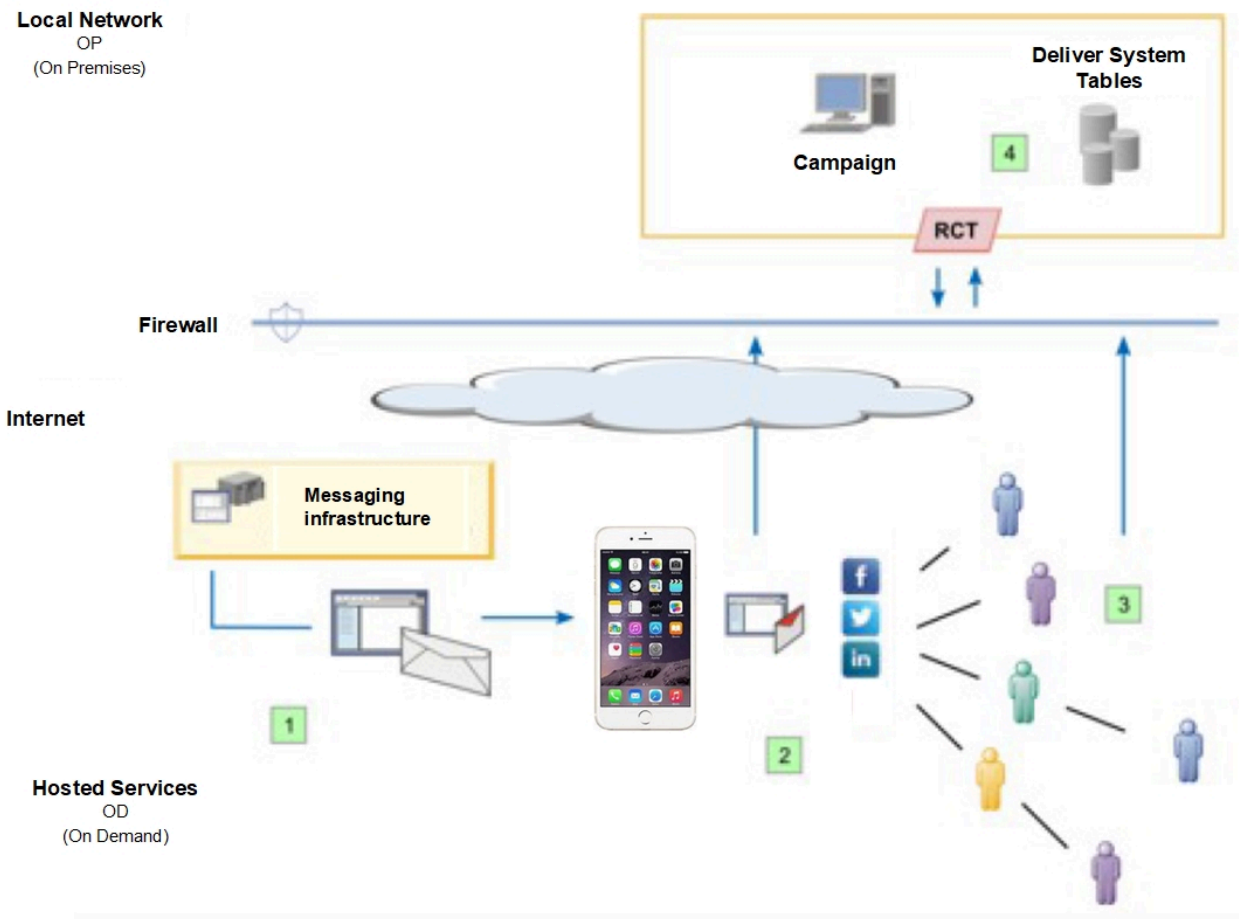 Local Network
OP
(On Premises)
Deliver System
Tables
Campaign
4
RCT
Firewall
Internet
Messaging
infrastructure
f
in
3
1
2
Hosted Services
OD
(On Demand)